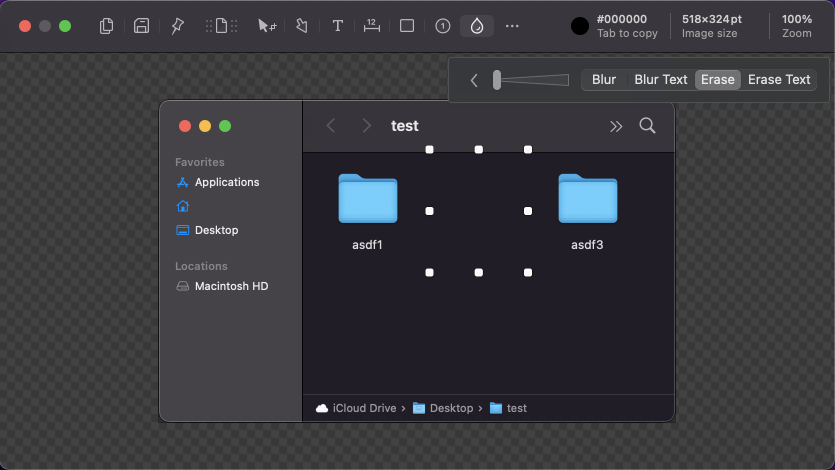 T
12
1
#000000
Tab to copy
518×324pt
Image size
100%
Zoom
Blur
Blur Text
Erase
Erase Text
test
Favorites
Applications
Desktop
Locations
Macintosh HD
asdf1
asdf3
iCloud Drive › Desktop › test